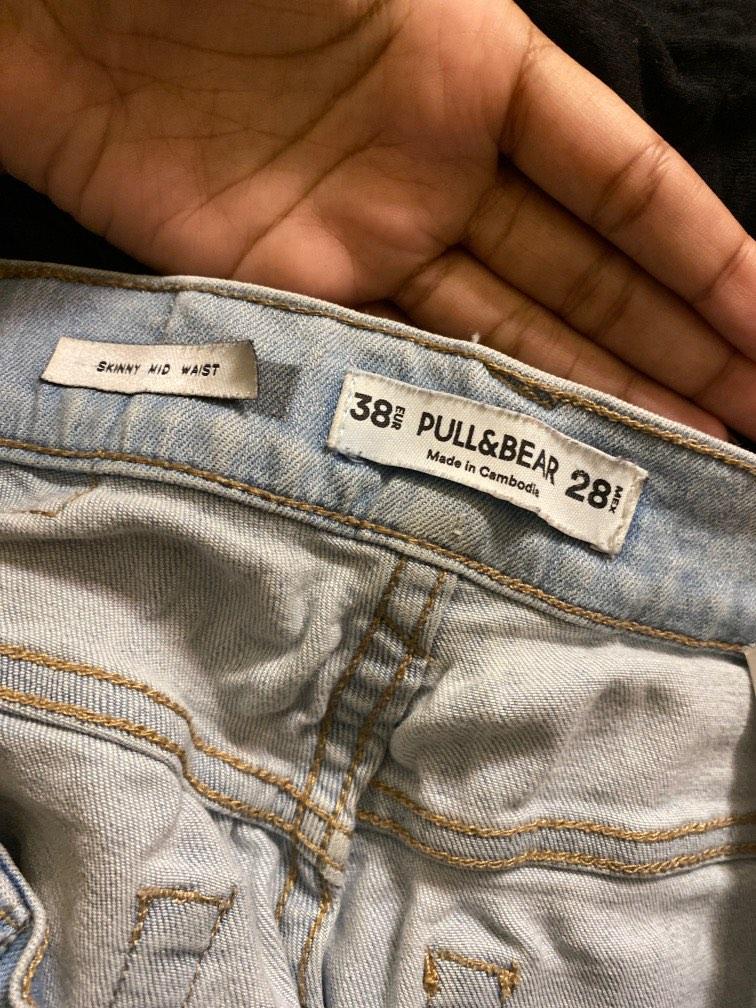 SKINNY MID WAIST
38 EUR PULL&BEAR 28 MEX
Made in Cambodia